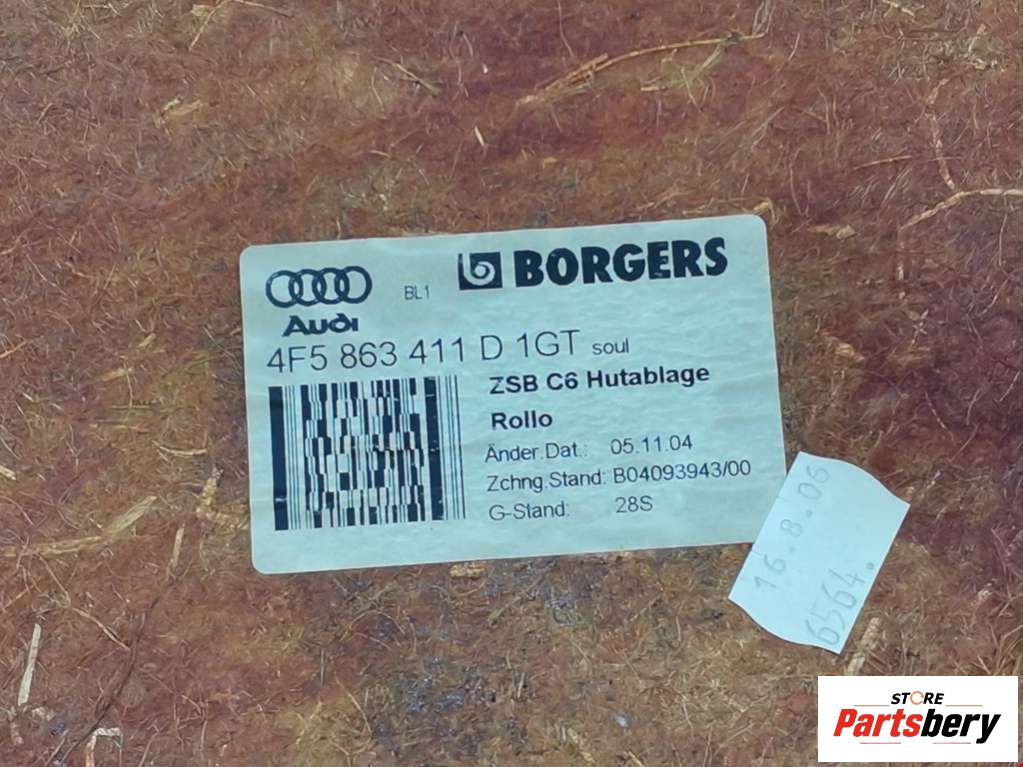 BORGERS
BL1
Audi
4F5 863 411 D 1GT soul
ZSB C6 Hutablage
Rollo
Änder.Dat.: 05.11.04
Zchng.Stand: B04093943/00
G-Stand: 28S
16.8.06
6564.
STORE
Partsbery